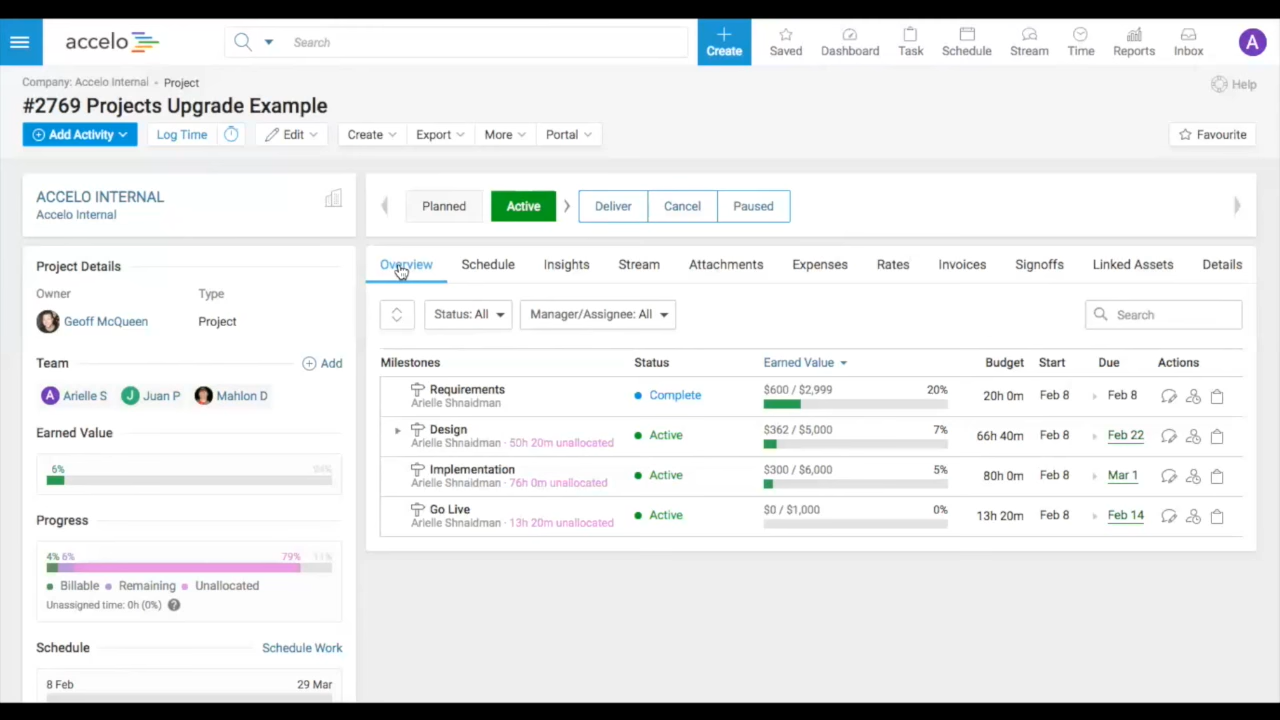 accelo
Search
Create
Saved
Dashboard
Task
Schedule
Stream
Time
Reports
Inbox
A
Company: Accelo Internal
Project
Help
#2769 Projects Upgrade Example
Add Activity
Log Time
Edit
Create
Export
More
Portal
Favourite
ACCELO INTERNAL
Accelo Internal
Planned
Active
Deliver
Cancel
Paused
Project Details
Owner
Type
Geoff McQueen
Project
Team
Add
A Arielle S
J Juan P
Mahlon D
Earned Value
6% 94%
Progress
4% 6% 79% 11%
Billable
Remaining
Unallocated
Unassigned time: 0h (0%) ?
Schedule
Schedule Work
8 Feb
29 Mar
Overview
Schedule
Insights
Stream
Attachments
Expenses
Rates
Invoices
Signoffs
Linked Assets
Details
Status: All
Manager/Assignee: All
Search
Milestones Status Earned Value Budget Start Due Actions
Requirements Complete $600 / $2,999 20% 20h 0m Feb 8 Feb 8
Arielle Shnaidman
Design Active $362 / $5,000 7% 66h 40m Feb 8 Feb 22
Arielle Shnaidman · 50h 20m unallocated
Implementation Active $300 / $6,000 5% 80h 0m Feb 8 Mar 1
Arielle Shnaidman · 76h 0m unallocated
Go Live Active $0 / $1,000 0% 13h 20m Feb 8 Feb 14
Arielle Shnaidman · 13h 20m unallocated